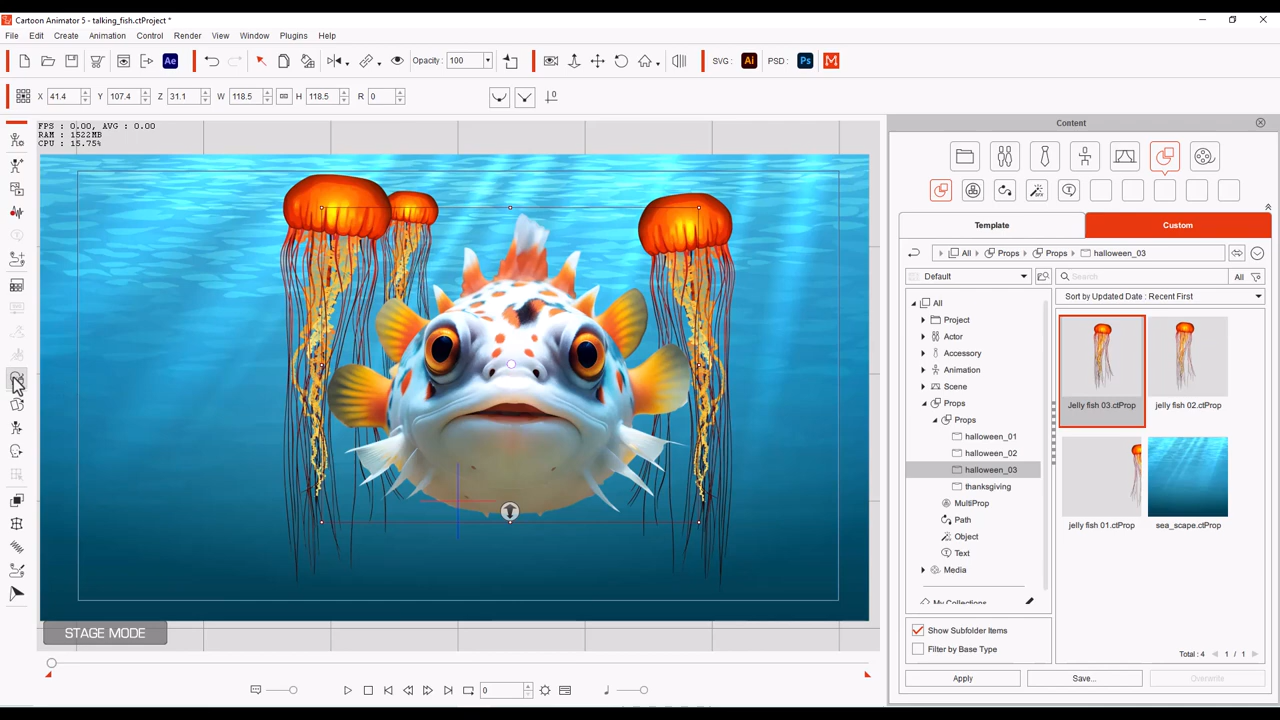 Cartoon Animator 5 - talking_fish.ctProject *
File Edit Create Animation Control Render View Window Plugins Help
Ae Opacity : 100 SVG : Ai PSD : Ps M
X 41.4 Y 107.4 Z 31.1 W 118.5 H 118.5 R 0
FPS : 0.00, AVG : 0.00
RAM : 1522MB
CPU : 15.75%
Content
Template Custom
All Props Props halloween_03
Default Search All
All
Project
Actor
Accessory
Animation
Scene
Props
Props
halloween_01
halloween_02
halloween_03
thanksgiving
MultiProp
Path
Object
Text
Media
My Collections
Sort by Updated Date : Recent First
Jelly fish 03.ctProp jelly fish 02.ctProp
jelly fish 01.ctProp sea_scape.ctProp
Show Subfolder Items
Filter by Base Type
Total : 4 1 / 1
Apply Save... Overwrite
STAGE MODE
0